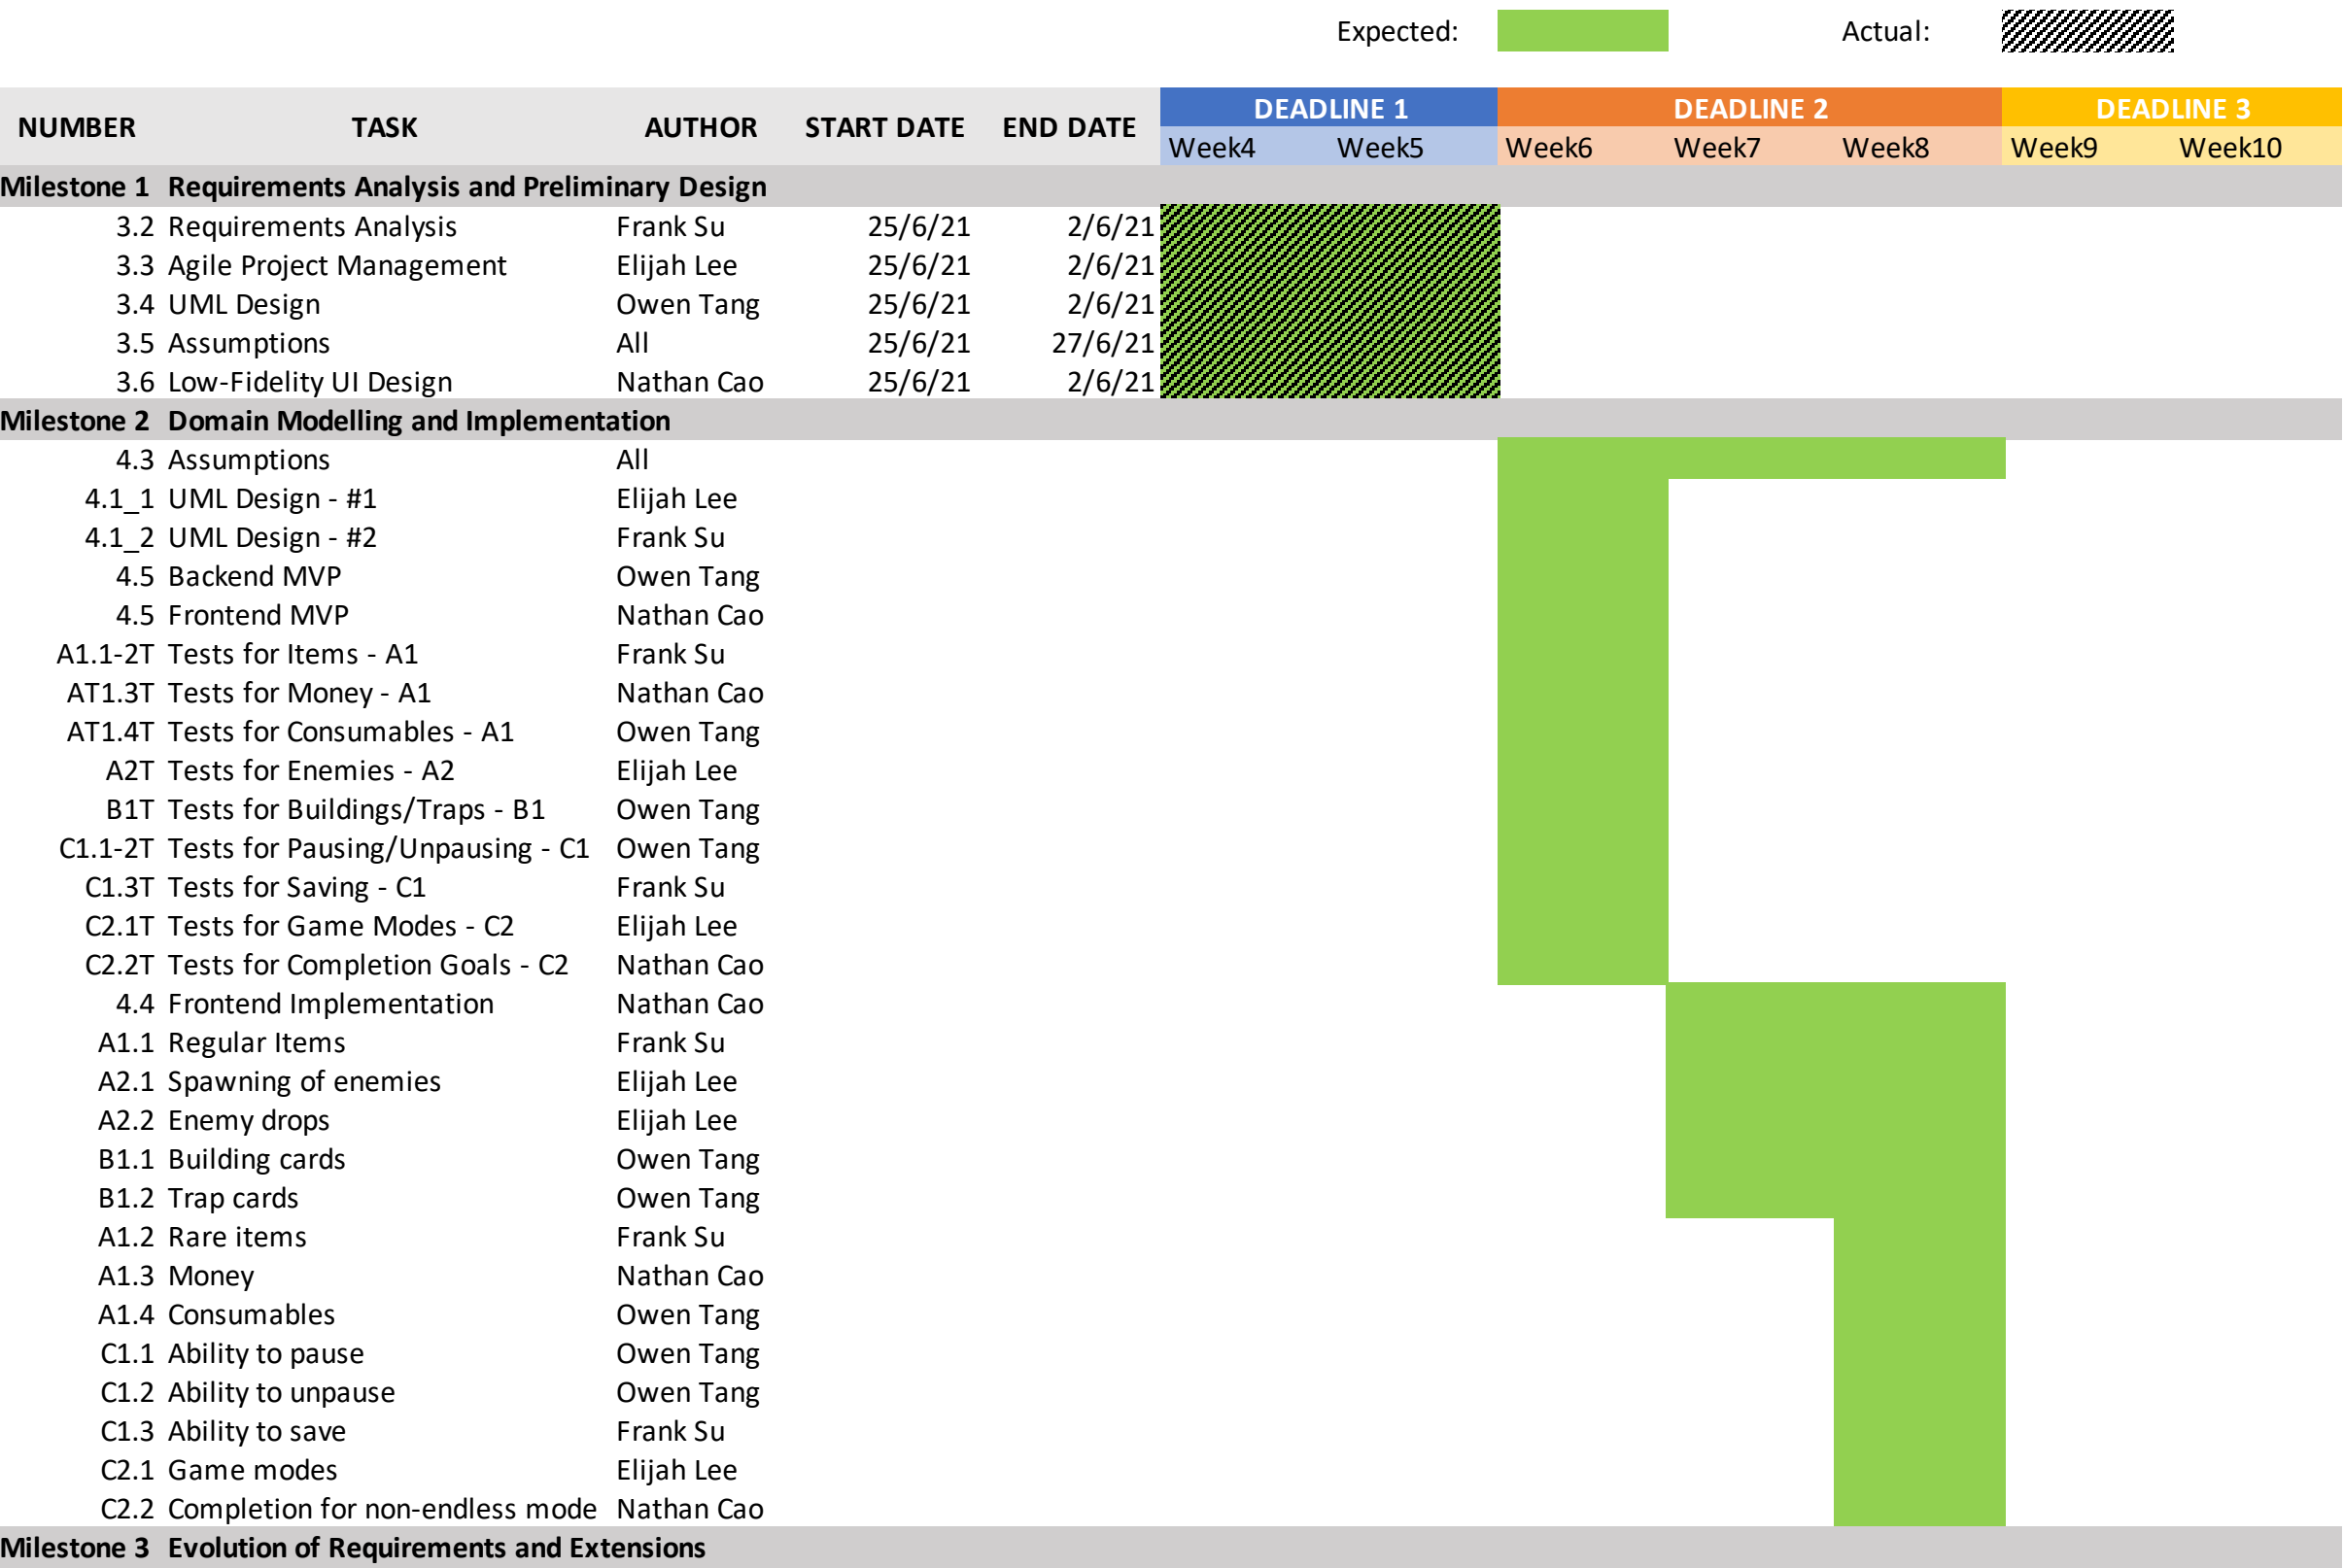 Expected: Actual:
NUMBER TASK AUTHOR START DATE END DATE DEADLINE 1 DEADLINE 2 DEADLINE 3
Week4 Week5 Week6 Week7 Week8 Week9 Week10
Milestone 1 Requirements Analysis and Preliminary Design
3.2 Requirements Analysis Frank Su 25/6/21 2/6/21
3.3 Agile Project Management Elijah Lee 25/6/21 2/6/21
3.4 UML Design Owen Tang 25/6/21 2/6/21
3.5 Assumptions All 25/6/21 27/6/21
3.6 Low-Fidelity UI Design Nathan Cao 25/6/21 2/6/21
Milestone 2 Domain Modelling and Implementation
4.3 Assumptions All
4.1_1 UML Design - #1 Elijah Lee
4.1_2 UML Design - #2 Frank Su
4.5 Backend MVP Owen Tang
4.5 Frontend MVP Nathan Cao
A1.1-2T Tests for Items - A1 Frank Su
AT1.3T Tests for Money - A1 Nathan Cao
AT1.4T Tests for Consumables - A1 Owen Tang
A2T Tests for Enemies - A2 Elijah Lee
B1T Tests for Buildings/Traps - B1 Owen Tang
C1.1-2T Tests for Pausing/Unpausing - C1 Owen Tang
C1.3T Tests for Saving - C1 Frank Su
C2.1T Tests for Game Modes - C2 Elijah Lee
C2.2T Tests for Completion Goals - C2 Nathan Cao
4.4 Frontend Implementation Nathan Cao
A1.1 Regular Items Frank Su
A2.1 Spawning of enemies Elijah Lee
A2.2 Enemy drops Elijah Lee
B1.1 Building cards Owen Tang
B1.2 Trap cards Owen Tang
A1.2 Rare items Frank Su
A1.3 Money Nathan Cao
A1.4 Consumables Owen Tang
C1.1 Ability to pause Owen Tang
C1.2 Ability to unpause Owen Tang
C1.3 Ability to save Frank Su
C2.1 Game modes Elijah Lee
C2.2 Completion for non-endless mode Nathan Cao
Milestone 3 Evolution of Requirements and Extensions